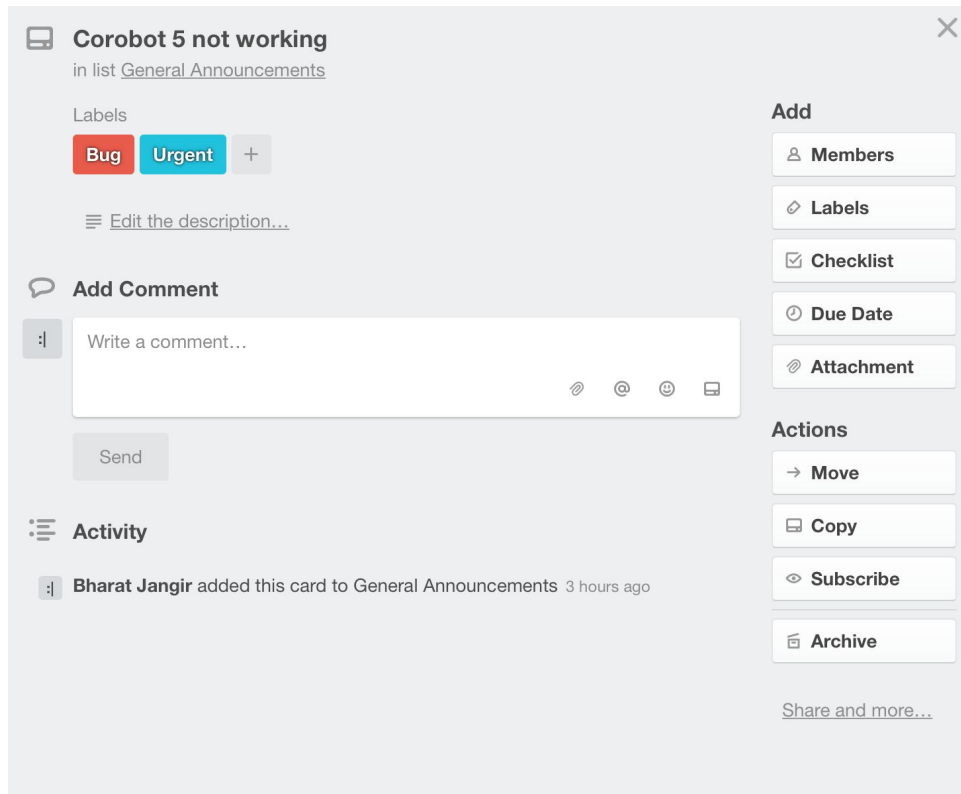 Corobot 5 not working
in list General Announcements
Labels
Bug Urgent +
Edit the description…
Add Comment
:|
Write a comment…
@
Send
Activity
:| Bharat Jangir added this card to General Announcements 3 hours ago
Add
Members
Labels
Checklist
Due Date
Attachment
Actions
Move
Copy
Subscribe
Archive
Share and more…